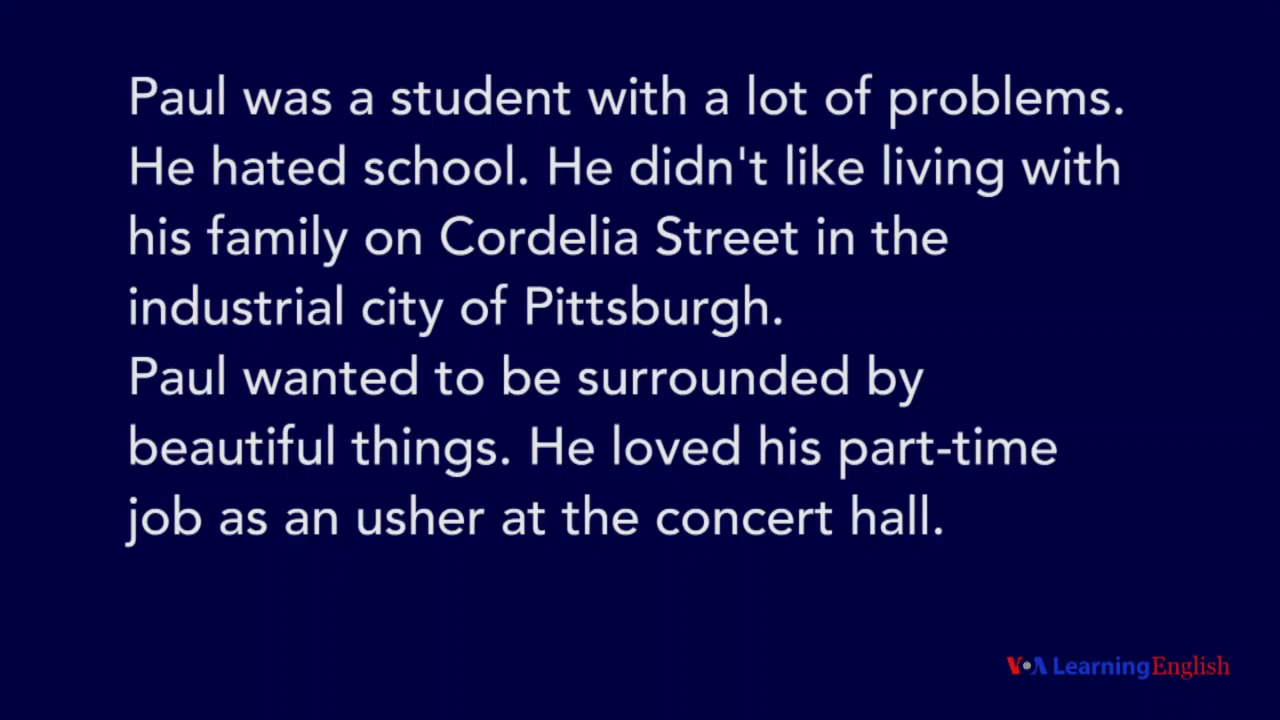 Paul was a student with a lot of problems.
He hated school. He didn't like living with
his family on Cordelia Street in the
industrial city of Pittsburgh.
Paul wanted to be surrounded by
beautiful things. He loved his part-time
job as an usher at the concert hall.
VOA Learning English